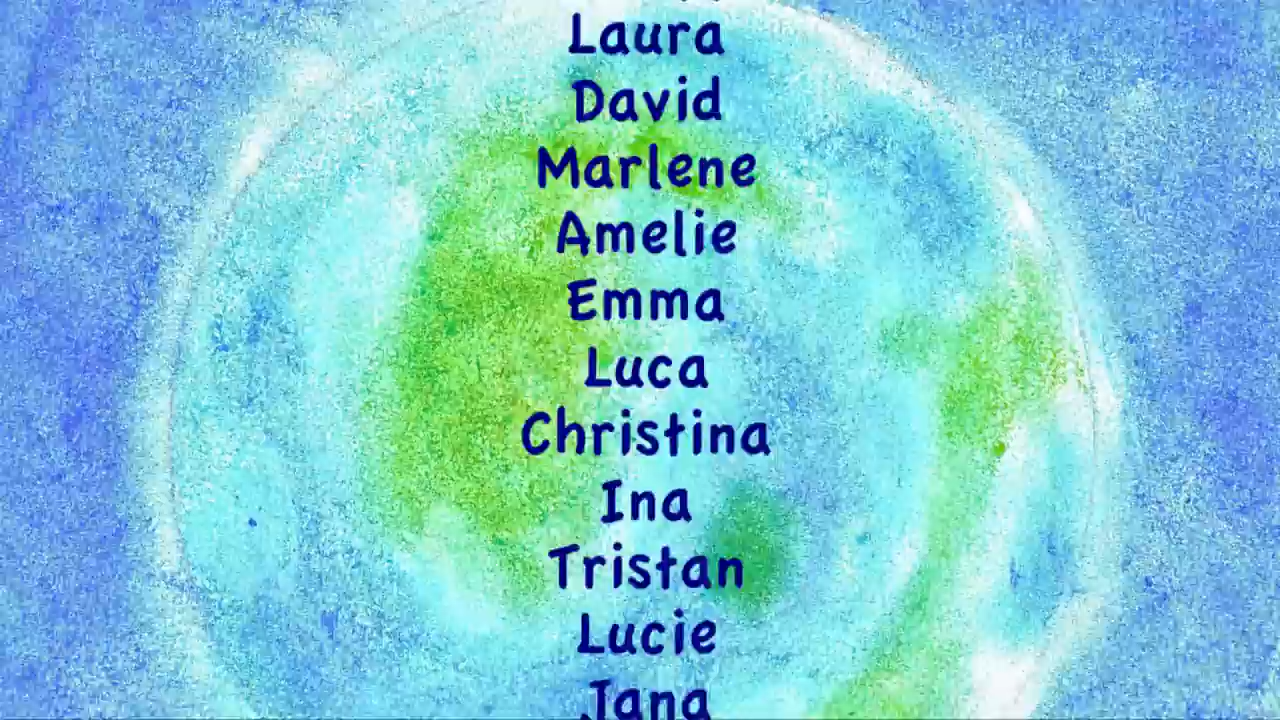 Laura
David
Marlene
Amelie
Emma
Luca
Christina
Ina
Tristan
Lucie
Jana